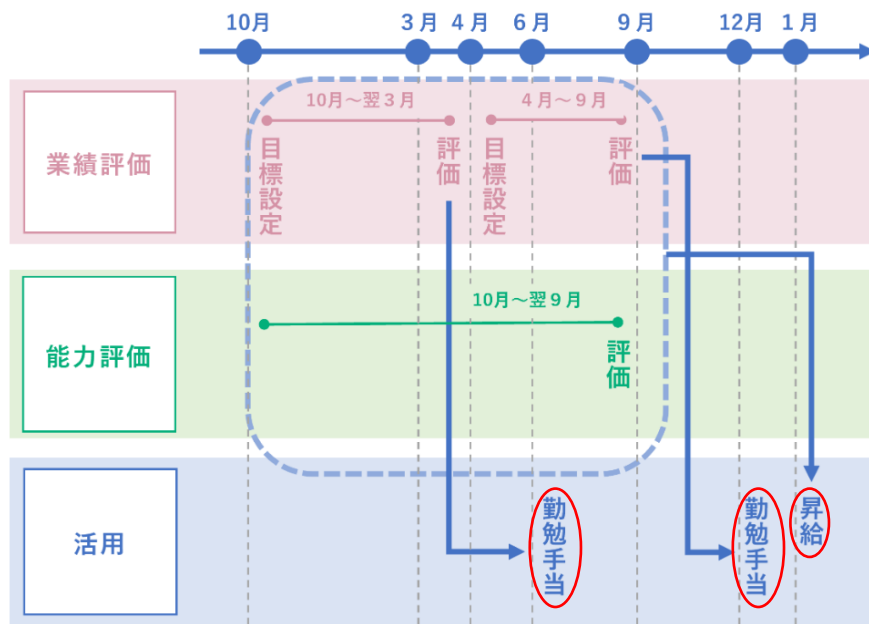 10月 3月 4月 6月 9月 12月 1月
業績評価
10月～翌3月
4月～9月
目標設定
評価
目標設定
評価
能力評価
10月～翌9月
評価
活用
勤勉手当
勤勉手当
昇給